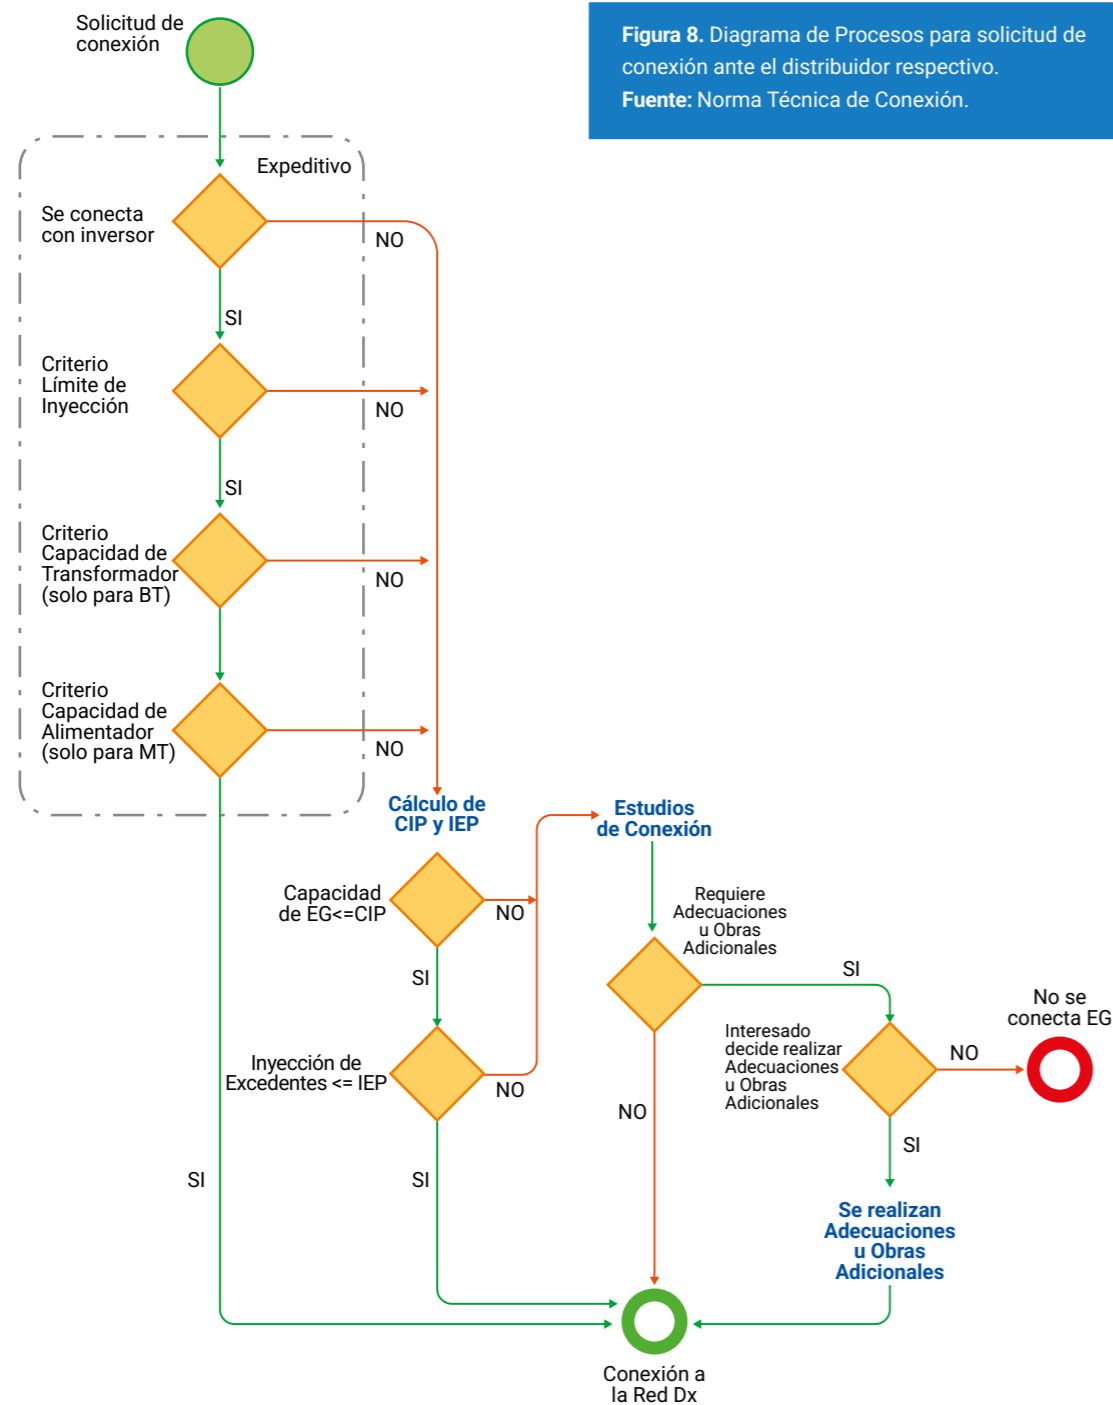 Solicitud de
conexión
Figura 8. Diagrama de Procesos para solicitud de
conexión ante el distribuidor respectivo.
Fuente: Norma Técnica de Conexión.
Expeditivo
Se conecta
con inversor
NO
SI
Criterio
Límite de
Inyección
NO
SI
Criterio
Capacidad de
Transformador
(solo para BT)
NO
Criterio
Capacidad de
Alimentador
(solo para MT)
NO
Cálculo de
CIP y IEP
Estudios
de Conexión
Capacidad
de EG<=CIP
NO
SI
Requiere
Adecuaciones
u Obras
Adicionales
SI
NO
Inyección de
Excedentes <= IEP
NO
SI
Interesado
decide realizar
Adecuaciones
u Obras
Adicionales
NO
No se
conecta EG
SI
SI
Se realizan
Adecuaciones
u Obras
Adicionales
Conexión a
la Red Dx